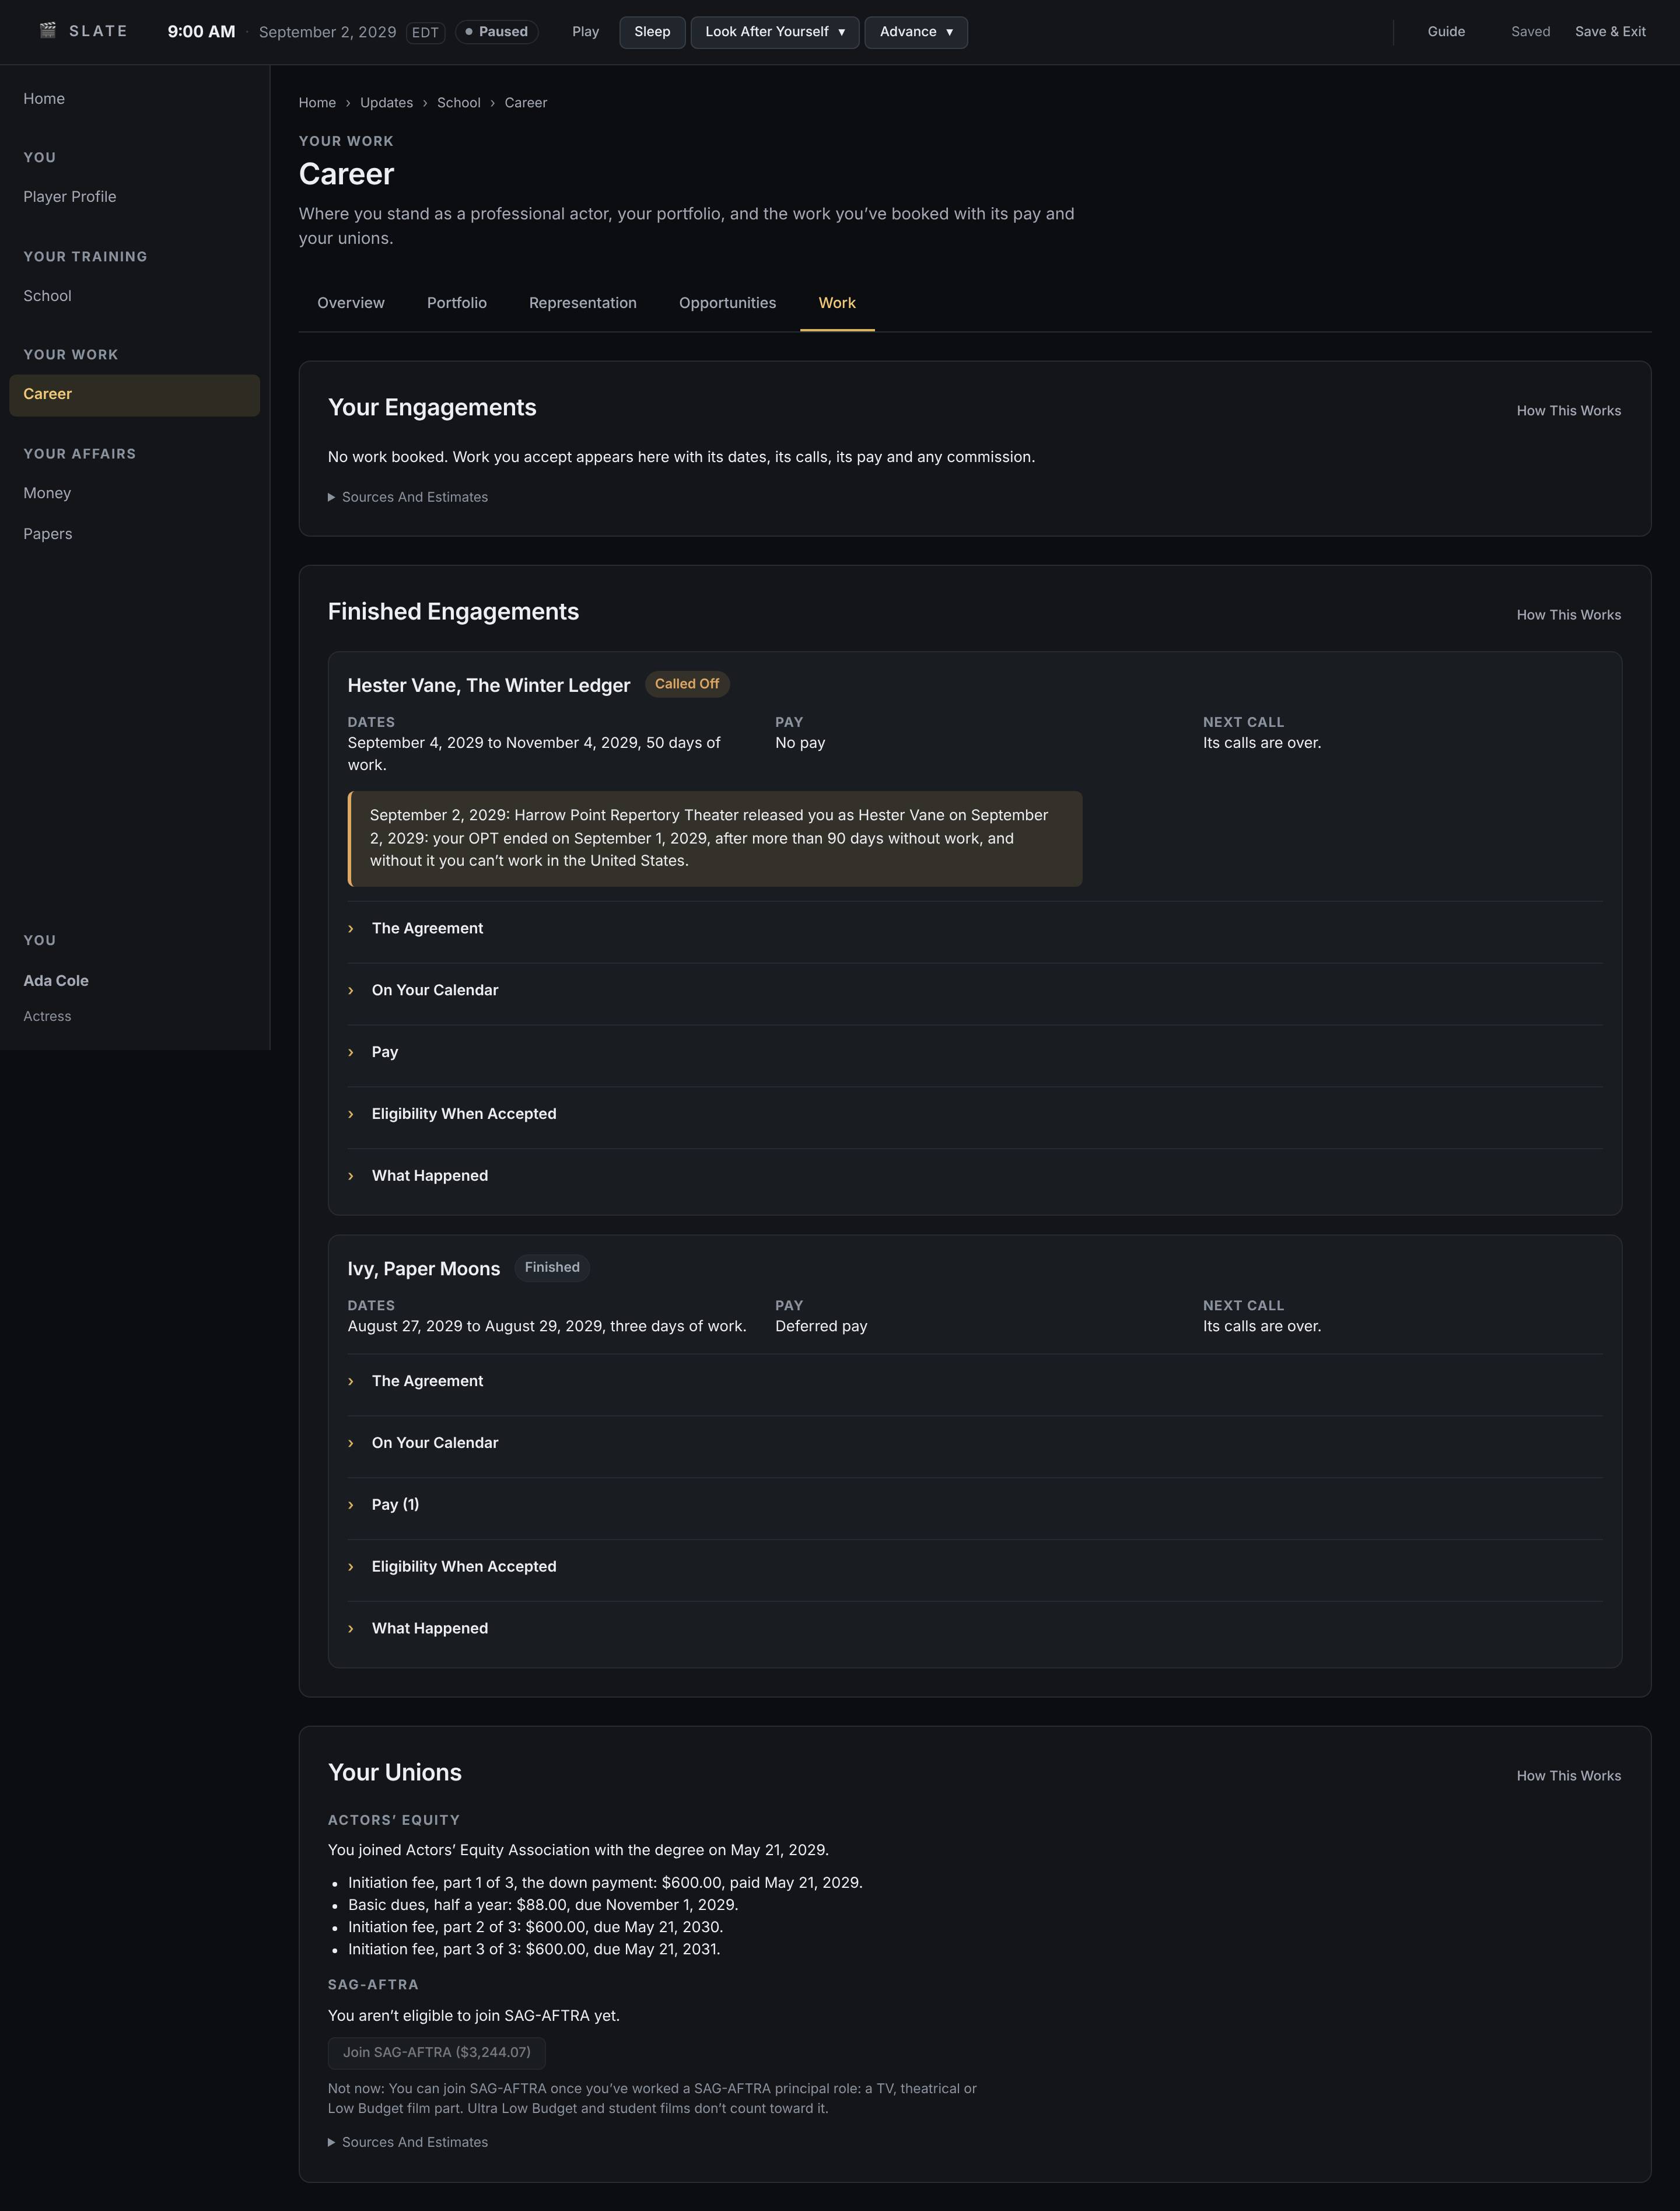 SLATE
9:00 AM · September 2, 2029 EDT Paused Play Sleep Look After Yourself ▾ Advance ▾ Guide Saved Save & Exit
Home
YOU
Player Profile
YOUR TRAINING
School
YOUR WORK
Career
YOUR AFFAIRS
Money
Papers
YOU
Ada Cole
Actress
Home › Updates › School › Career
YOUR WORK
Career
Where you stand as a professional actor, your portfolio, and the work you’ve booked with its pay and
your unions.
Overview Portfolio Representation Opportunities Work
Your Engagements How This Works
No work booked. Work you accept appears here with its dates, its calls, its pay and any commission.
▶ Sources And Estimates
Finished Engagements How This Works
Hester Vane, The Winter Ledger Called Off
DATES PAY NEXT CALL
September 4, 2029 to November 4, 2029, 50 days of No pay Its calls are over.
work.
September 2, 2029: Harrow Point Repertory Theater released you as Hester Vane on September
2, 2029: your OPT ended on September 1, 2029, after more than 90 days without work, and
without it you can’t work in the United States.
› The Agreement
› On Your Calendar
› Pay
› Eligibility When Accepted
› What Happened
Ivy, Paper Moons Finished
DATES PAY NEXT CALL
August 27, 2029 to August 29, 2029, three days of work. Deferred pay Its calls are over.
› The Agreement
› On Your Calendar
› Pay (1)
› Eligibility When Accepted
› What Happened
Your Unions How This Works
ACTORS’ EQUITY
You joined Actors’ Equity Association with the degree on May 21, 2029.
• Initiation fee, part 1 of 3, the down payment: $600.00, paid May 21, 2029.
• Basic dues, half a year: $88.00, due November 1, 2029.
• Initiation fee, part 2 of 3: $600.00, due May 21, 2030.
• Initiation fee, part 3 of 3: $600.00, due May 21, 2031.
SAG-AFTRA
You aren’t eligible to join SAG-AFTRA yet.
Join SAG-AFTRA ($3,244.07)
Not now: You can join SAG-AFTRA once you’ve worked a SAG-AFTRA principal role: a TV, theatrical or
Low Budget film part. Ultra Low Budget and student films don’t count toward it.
▶ Sources And Estimates